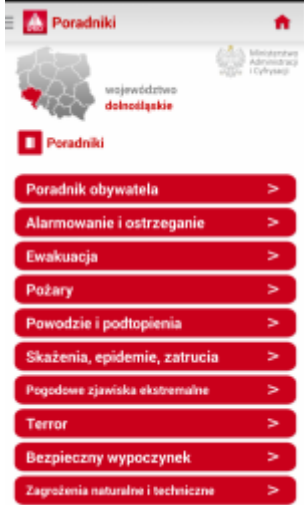 Poradniki
Ministerstwo
Administracji
i Cyfryzacji
województwo
dolnośląskie
Poradniki
Poradnik obywatela >
Alarmowanie i ostrzeganie >
Ewakuacja >
Pożary >
Powodzie i podtopienia >
Skażenia, epidemie, zatrucia >
Pogodowe zjawiska ekstremalne >
Terror >
Bezpieczny wypoczynek >
Zagrożenia naturalne i techniczne >